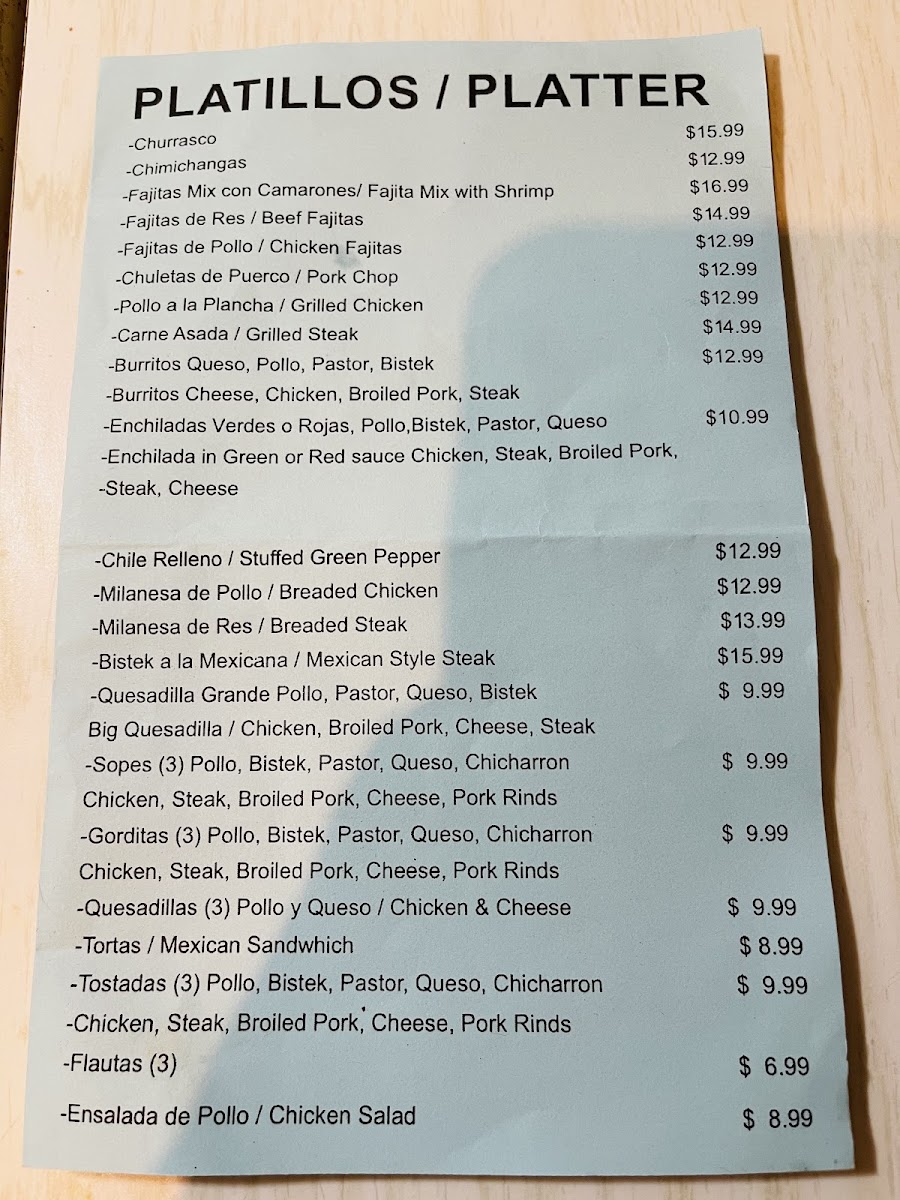 PLATILLOS / PLATTER
-Churrasco $15.99
-Chimichangas $12.99
-Fajitas Mix con Camarones/ Fajita Mix with Shrimp $16.99
-Fajitas de Res / Beef Fajitas $14.99
-Fajitas de Pollo / Chicken Fajitas $12.99
-Chuletas de Puerco / Pork Chop $12.99
-Pollo a la Plancha / Grilled Chicken $12.99
-Carne Asada / Grilled Steak $14.99
-Burritos Queso, Pollo, Pastor, Bistek $12.99
-Burritos Cheese, Chicken, Broiled Pork, Steak
-Enchiladas Verdes o Rojas, Pollo,Bistek, Pastor, Queso $10.99
-Enchilada in Green or Red sauce Chicken, Steak, Broiled Pork,
-Steak, Cheese
-Chile Relleno / Stuffed Green Pepper $12.99
-Milanesa de Pollo / Breaded Chicken $12.99
-Milanesa de Res / Breaded Steak $13.99
-Bistek a la Mexicana / Mexican Style Steak $15.99
-Quesadilla Grande Pollo, Pastor, Queso, Bistek $ 9.99
Big Quesadilla / Chicken, Broiled Pork, Cheese, Steak
-Sopes (3) Pollo, Bistek, Pastor, Queso, Chicharron $ 9.99
Chicken, Steak, Broiled Pork, Cheese, Pork Rinds
-Gorditas (3) Pollo, Bistek, Pastor, Queso, Chicharron $ 9.99
Chicken, Steak, Broiled Pork, Cheese, Pork Rinds
-Quesadillas (3) Pollo y Queso / Chicken & Cheese $ 9.99
-Tortas / Mexican Sandwhich $ 8.99
-Tostadas (3) Pollo, Bistek, Pastor, Queso, Chicharron $ 9.99
-Chicken, Steak, Broiled Pork, Cheese, Pork Rinds
-Flautas (3) $ 6.99
-Ensalada de Pollo / Chicken Salad $ 8.99